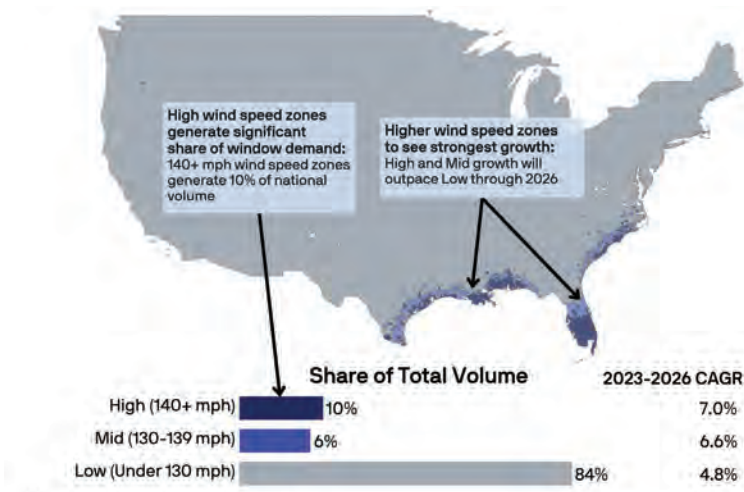 High wind speed zones
generate significant
share of window demand:
140+ mph wind speed zones
generate 10% of national
volume
Higher wind speed zones
to see strongest growth:
High and Mid growth will
outpace Low through 2026
Share of Total Volume 2023-2026 CAGR
High (140+ mph) 10% 7.0%
Mid (130-139 mph) 6% 6.6%
Low (Under 130 mph) 84% 4.8%